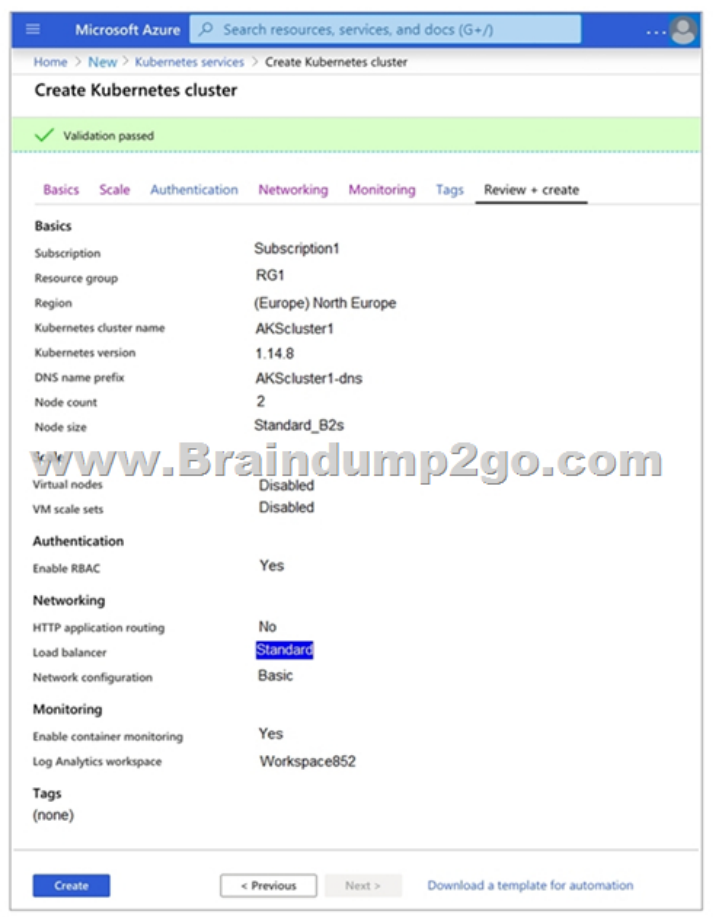 Microsoft Azure
Search resources, services, and docs (G+/)
...
Home > New > Kubernetes services > Create Kubernetes cluster
Create Kubernetes cluster
Validation passed
Basics Scale Authentication Networking Monitoring Tags Review + create
Basics
Subscription Subscription1
Resource group RG1
Region (Europe) North Europe
Kubernetes cluster name AKScluster1
Kubernetes version 1.14.8
DNS name prefix AKScluster1-dns
Node count 2
Node size Standard_B2s
Scale
www.Braindump2go.com
Virtual nodes Disabled
VM scale sets Disabled
Authentication
Enable RBAC Yes
Networking
HTTP application routing No
Load balancer Standard
Network configuration Basic
Monitoring
Enable container monitoring Yes
Log Analytics workspace Workspace852
Tags
(none)
Create < Previous Next > Download a template for automation